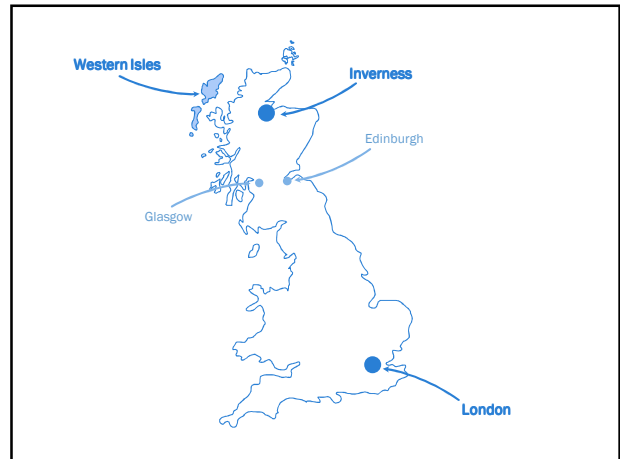 Western Isles
Inverness
Edinburgh
Glasgow
London